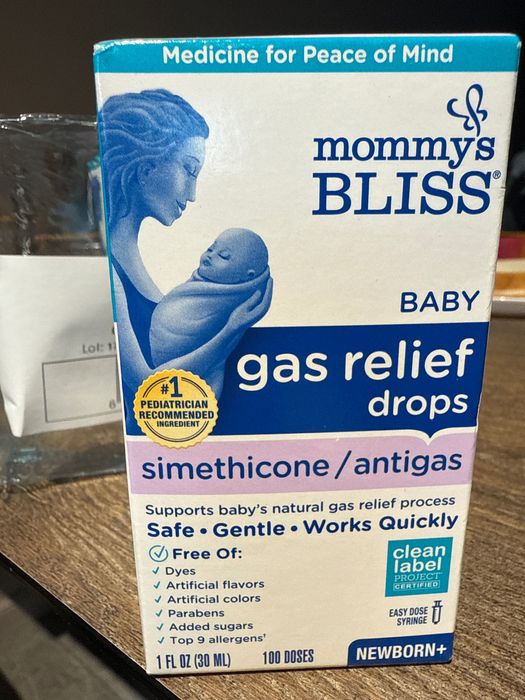 Medicine for Peace of Mind
mommy's
BLISS®
BABY
gas relief
drops
#1
PEDIATRICIAN
RECOMMENDED
INGREDIENT
simethicone/antigas
Supports baby's natural gas relief process
Safe • Gentle • Works Quickly
Free Of:
✓ Dyes
✓ Artificial flavors
✓ Artificial colors
✓ Parabens
✓ Added sugars
✓ Top 9 allergens†
clean
label
PROJECT
CERTIFIED
EASY DOSE
SYRINGE
1 FL OZ (30 ML) 100 DOSES
NEWBORN+
Lot: